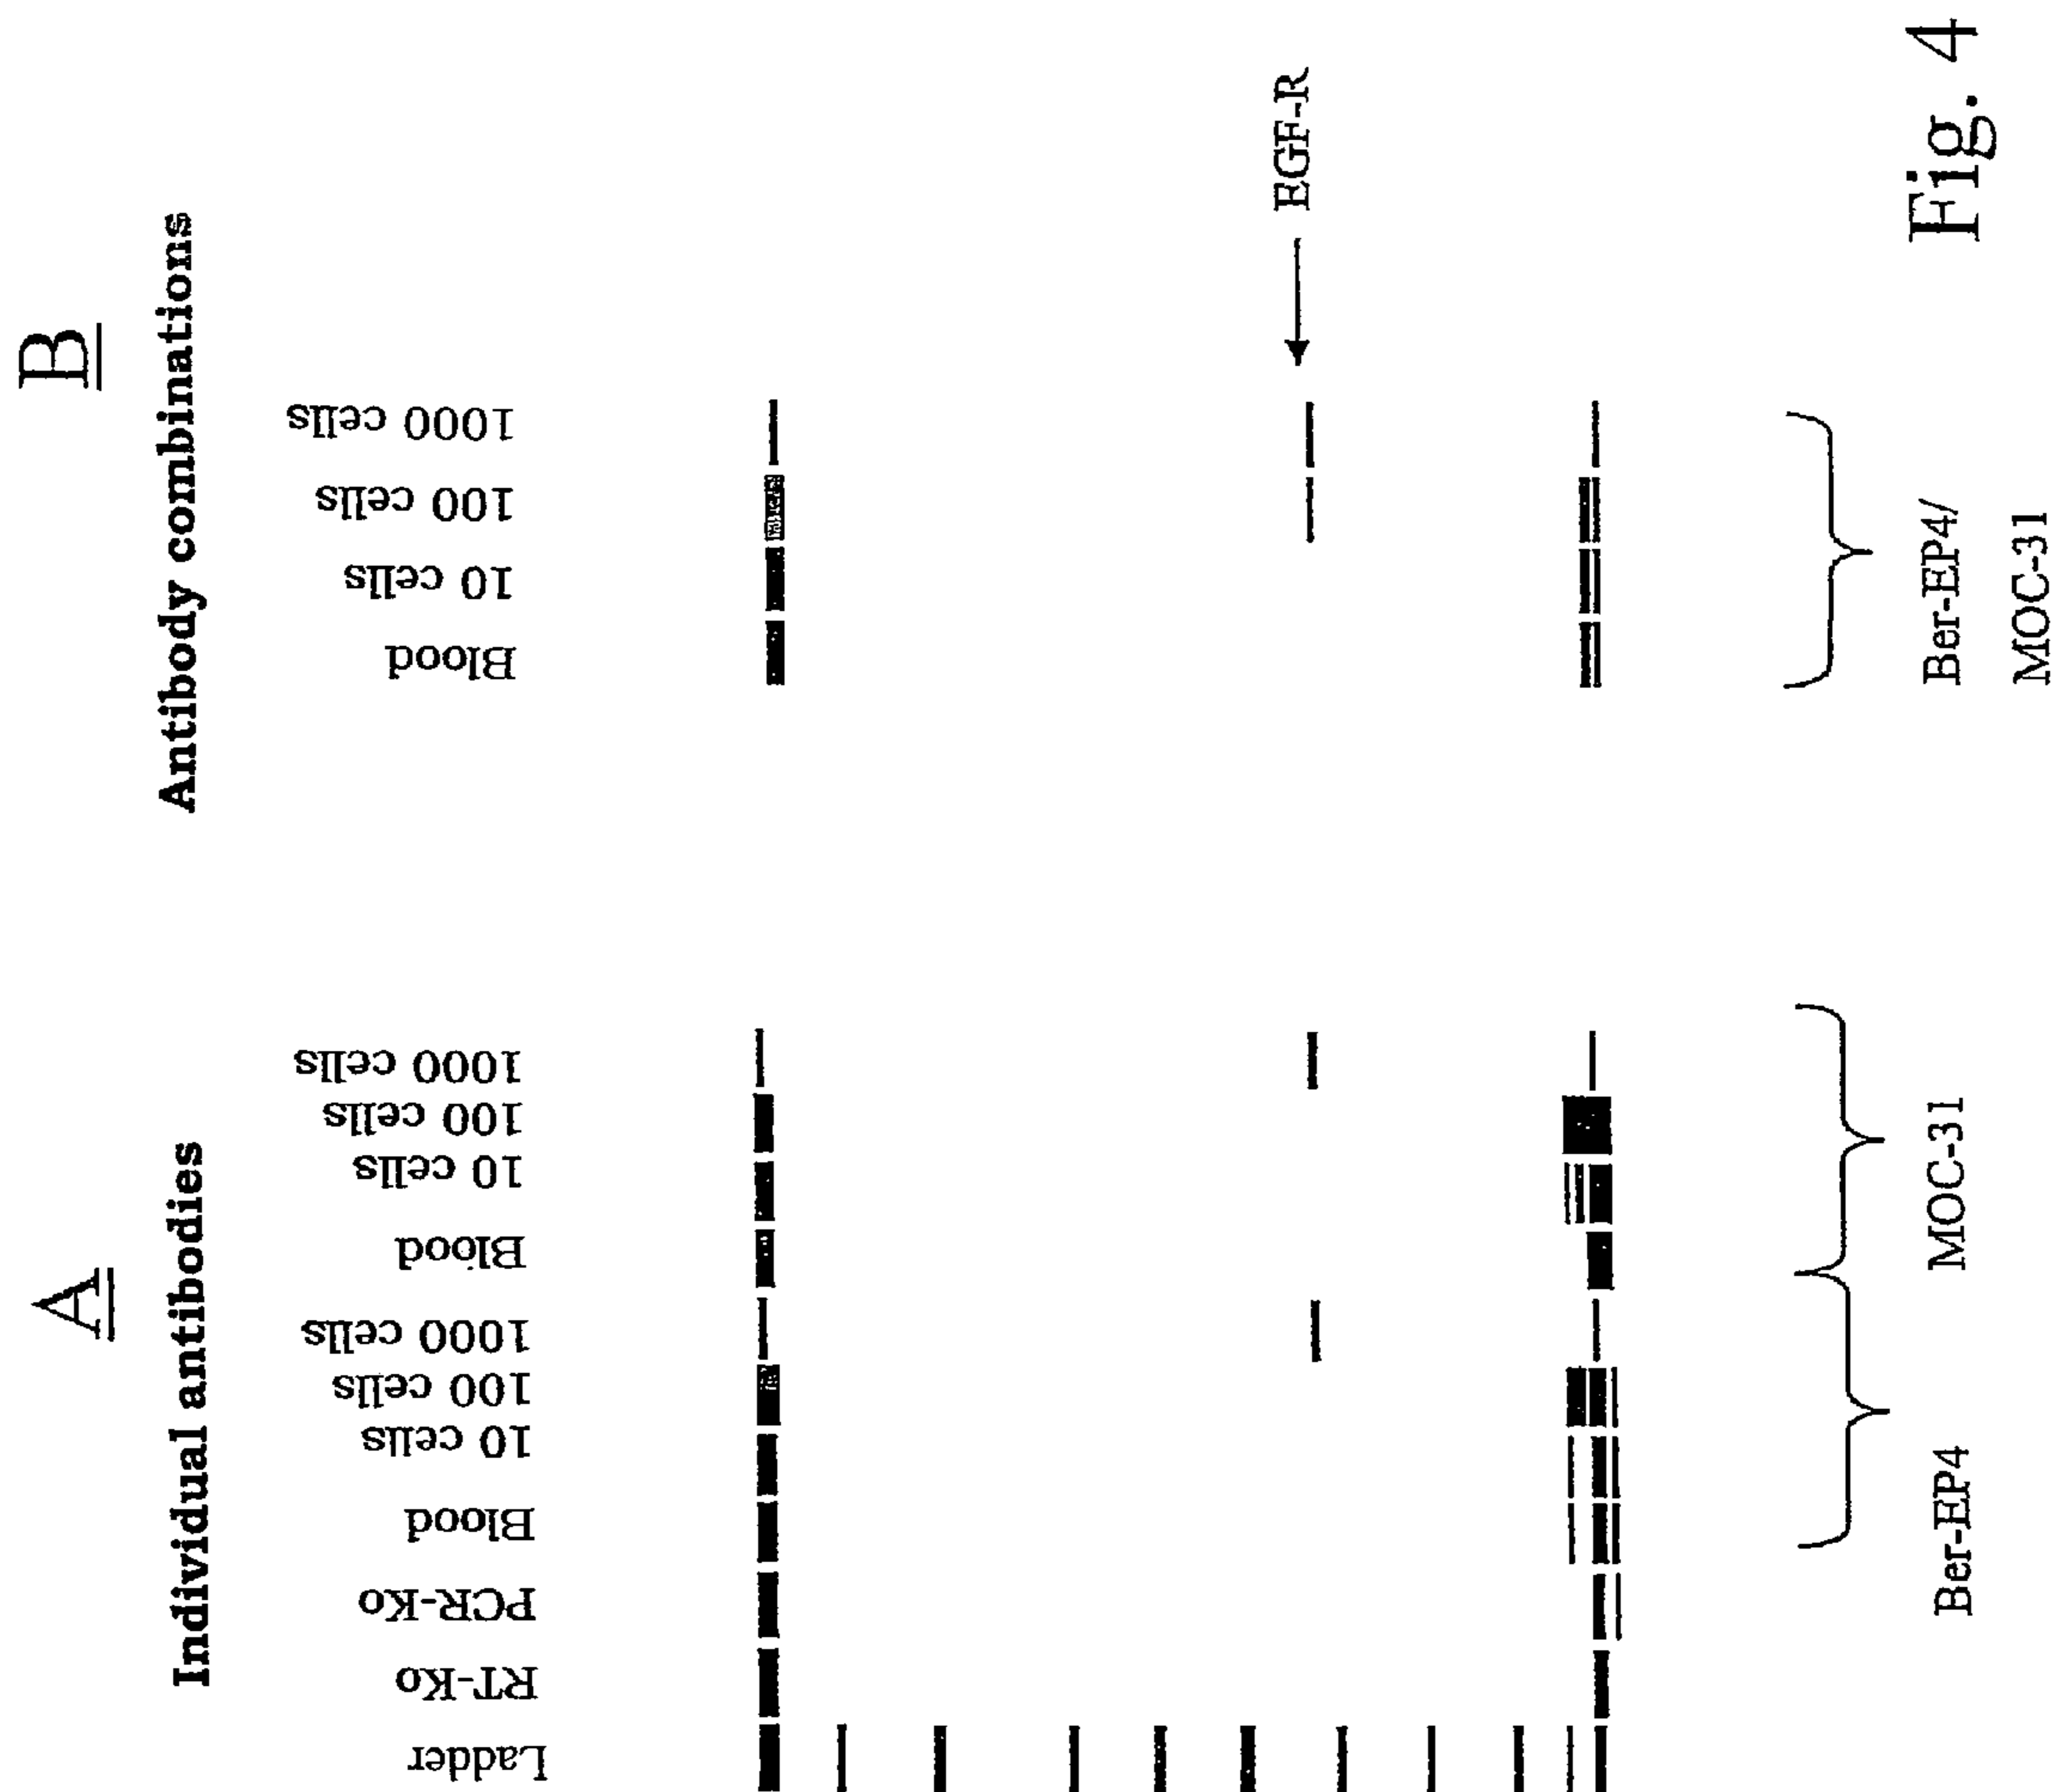 A
Individual antibodies
Ladder
RT-Ko
PCR-Ko
Blood
10 cells
100 cells
1000 cells
Blood
10 cells
100 cells
1000 cells
Ber-EP4
MOC-31
B
Antibody combinations
Blood
10 cells
100 cells
1000 cells
EGF-R
Ber-EP4/
MOC-31
Fig. 4